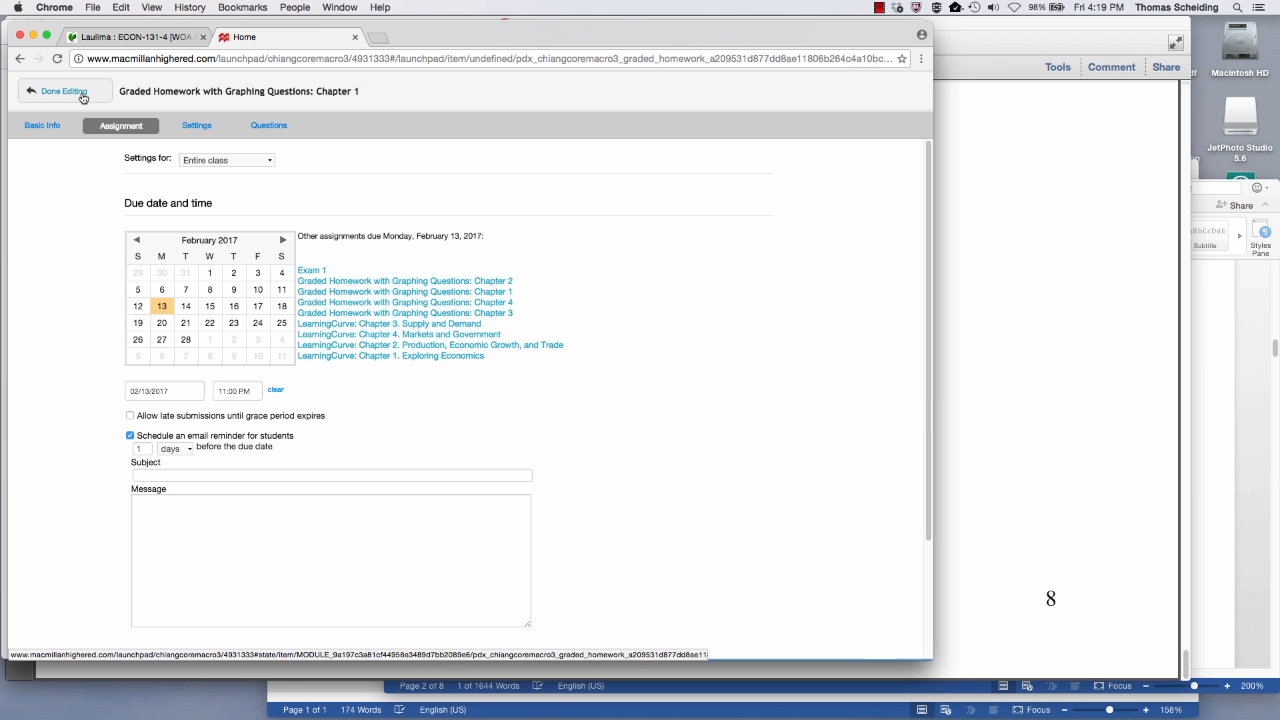 Chrome File Edit View History Bookmarks People Window Help
98% Fri 4:19 PM Thomas Scheiding
Laulima : ECON-131-4 [WOA
Home
www.macmillanhighered.com/launchpad/chiangcoremacro3/4931333#/launchpad/item/undefined/pdx_chiangcoremacro3_graded_homework_a209531d877dd8ae11806b264c4a10bc...
Tools Comment Share
Macintosh HD
Done Editing
Graded Homework with Graphing Questions: Chapter 1
Basic Info Assignment Settings Questions
JetPhoto Studio
5.6
Settings for: Entire class
Share
Due date and time
Subtitle
Styles
Pane
February 2017
S M T W T F S
29 30 31 1 2 3 4
5 6 7 8 9 10 11
12 13 14 15 16 17 18
19 20 21 22 23 24 25
26 27 28 1 2 3 4
5 6 7 8 9 10 11
Other assignments due Monday, February 13, 2017:
Exam 1
Graded Homework with Graphing Questions: Chapter 2
Graded Homework with Graphing Questions: Chapter 1
Graded Homework with Graphing Questions: Chapter 4
Graded Homework with Graphing Questions: Chapter 3
LearningCurve: Chapter 3. Supply and Demand
LearningCurve: Chapter 4. Markets and Government
LearningCurve: Chapter 2. Production, Economic Growth, and Trade
LearningCurve: Chapter 1. Exploring Economics
02/13/2017 11:00 PM clear
Allow late submissions until grace period expires
Schedule an email reminder for students
1 days before the due date
Subject
Message
8
www.macmillanhighered.com/launchpad/chiangcoremacro3/4931333#state/item/MODULE_9a197c3a81cf44958e3489d7bb2089e6/pdx_chiangcoremacro3_graded_homework_a209531d877dd8ae11
Page 2 of 8 1 of 1644 Words English (US) Focus 200%
Page 1 of 1 174 Words English (US) Focus 158%